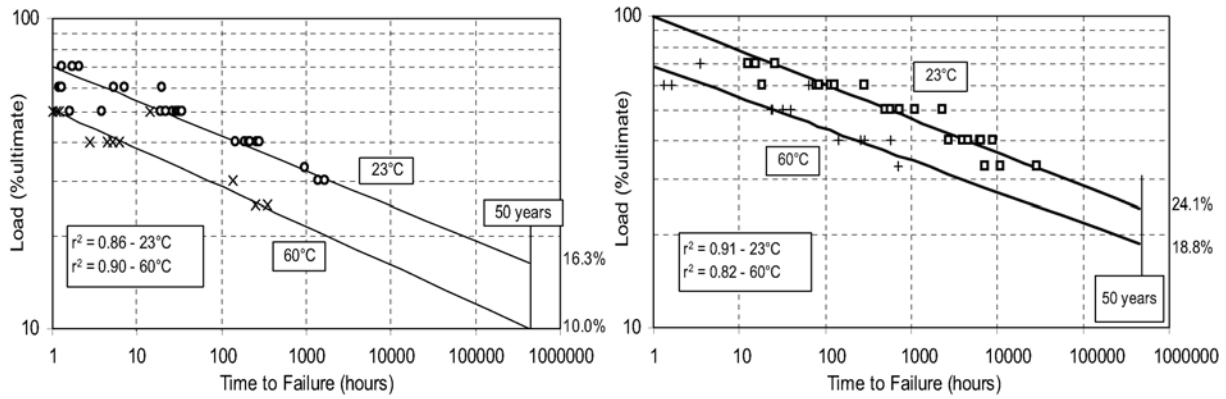 100
Load (%ultimate)
23°C
50 years
r² = 0.86 - 23°C
r² = 0.90 - 60°C
60°C
16.3%
10.0%
10
1 10 100 1000 10000 100000 1000000
Time to Failure (hours)
100
Load (%ultimate)
23°C
60°C
24.1%
18.8%
r² = 0.91 - 23°C
r² = 0.82 - 60°C
50 years
10
1 10 100 1000 10000 100000 1000000
Time to Failure (hours)